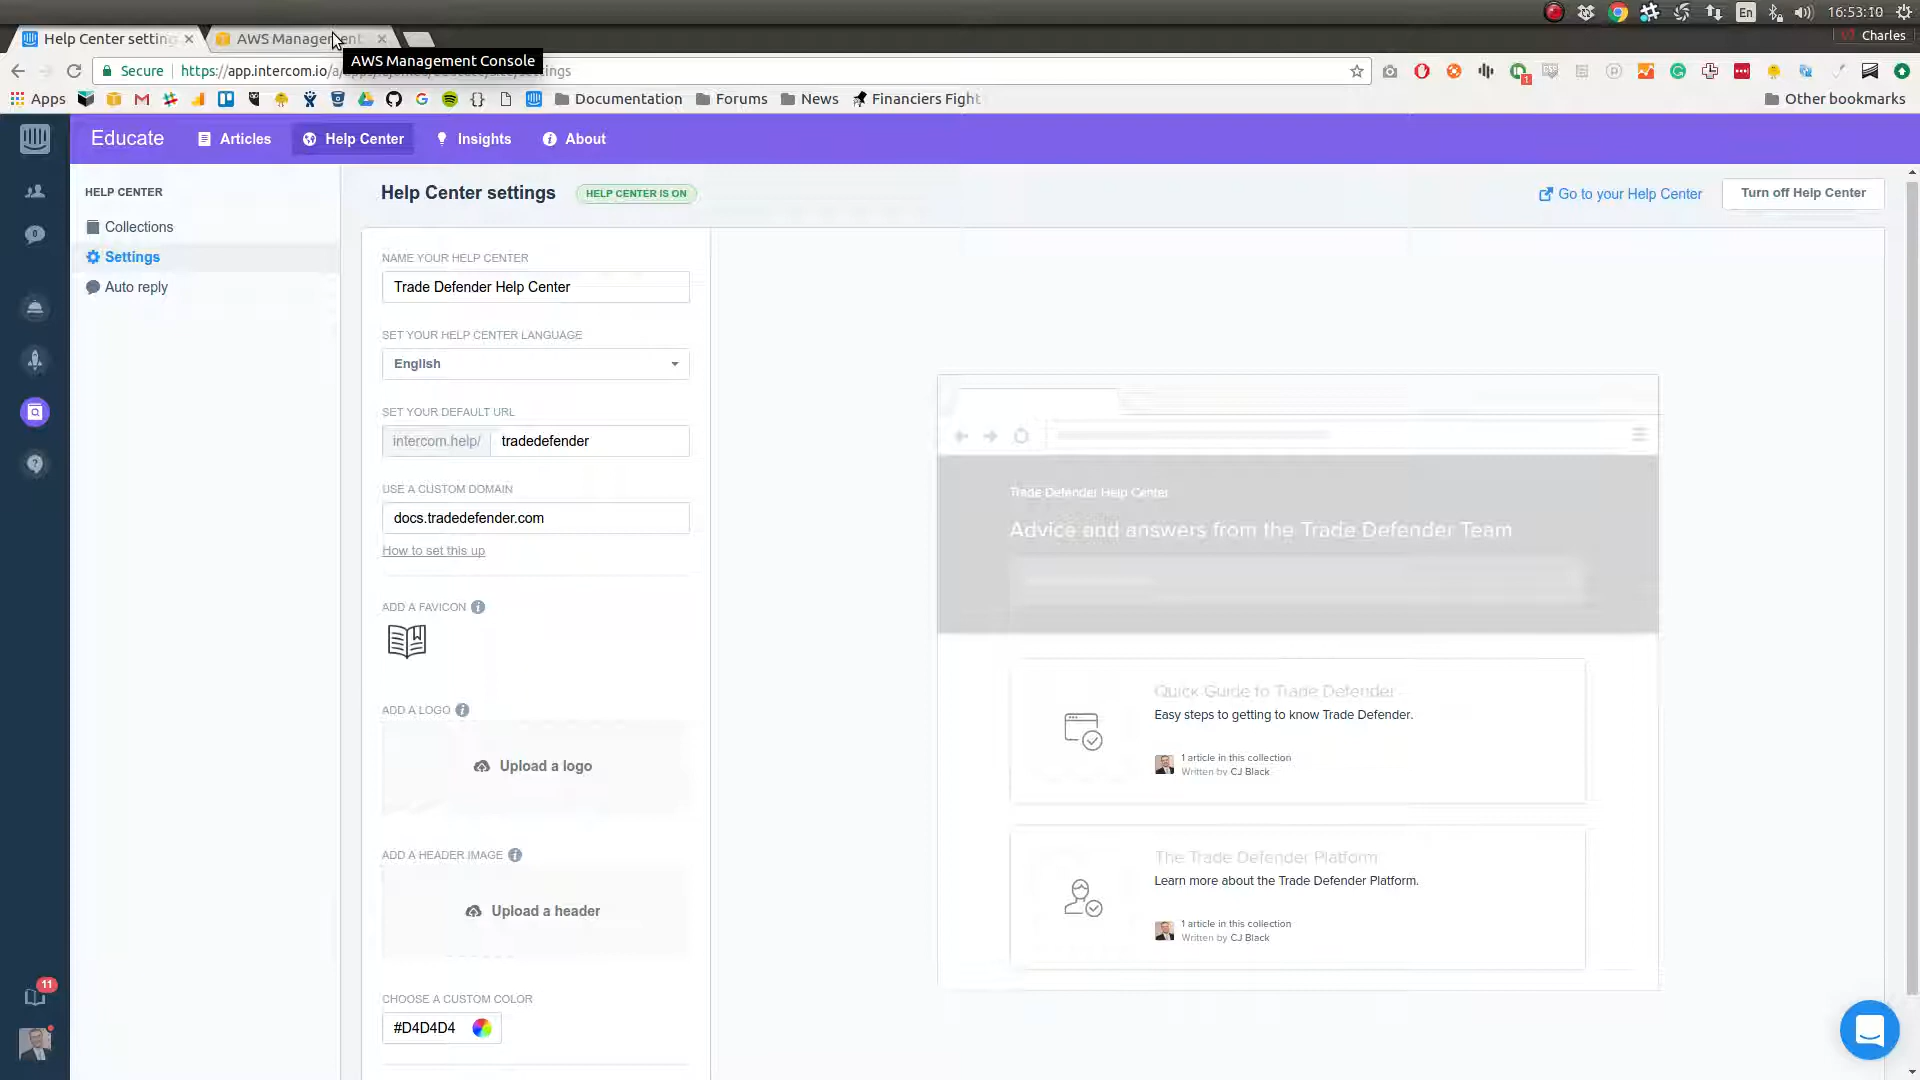 En
16:53:10
Help Center settin
AWS Management
Charles
AWS Management Console
Secure
https://app.intercom.io/a
Apps
Documentation
Forums
News
Financiers Fight
Other bookmarks
Educate
Articles
Help Center
Insights
About
HELP CENTER
Collections
Settings
Auto reply
11
Help Center settings
HELP CENTER IS ON
Go to your Help Center
Turn off Help Center
NAME YOUR HELP CENTER
Trade Defender Help Center
SET YOUR HELP CENTER LANGUAGE
English
SET YOUR DEFAULT URL
intercom.help/
tradedefender
USE A CUSTOM DOMAIN
docs.tradedefender.com
How to set this up
ADD A FAVICON
ADD A LOGO
Upload a logo
ADD A HEADER IMAGE
Upload a header
CHOOSE A CUSTOM COLOR
#D4D4D4
Trade Defender Help Center
Advice and answers from the Trade Defender Team
Quick Guide to Trade Defender
Easy steps to getting to know Trade Defender.
1 article in this collection
Written by CJ Black
The Trade Defender Platform
Learn more about the Trade Defender Platform.
1 article in this collection
Written by CJ Black